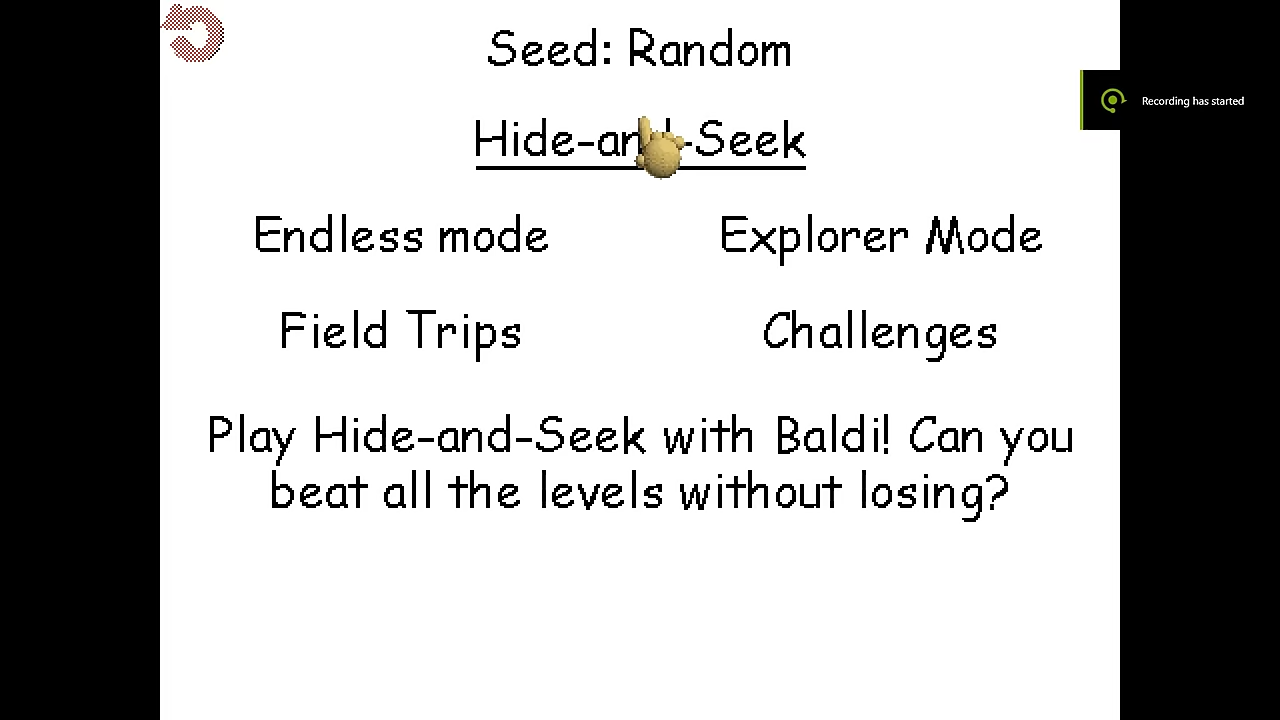 Seed: Random
Recording has started
Hide-and-Seek
Endless mode
Explorer Mode
Field Trips
Challenges
Play Hide-and-Seek with Baldi! Can you
beat all the levels without losing?